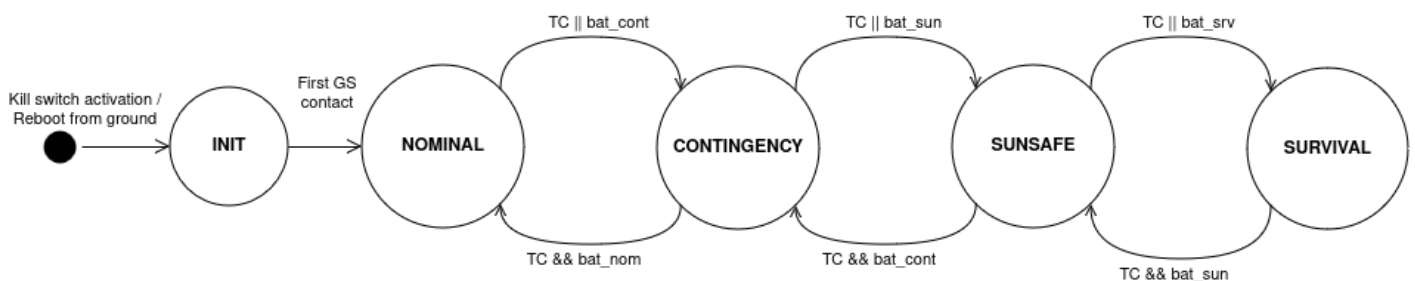 TC || bat_cont
TC || bat_sun
TC || bat_srv
First GS
contact
Kill switch activation /
Reboot from ground
INIT
NOMINAL
CONTINGENCY
SUNSAFE
SURVIVAL
TC && bat_nom
TC && bat_cont
TC && bat_sun